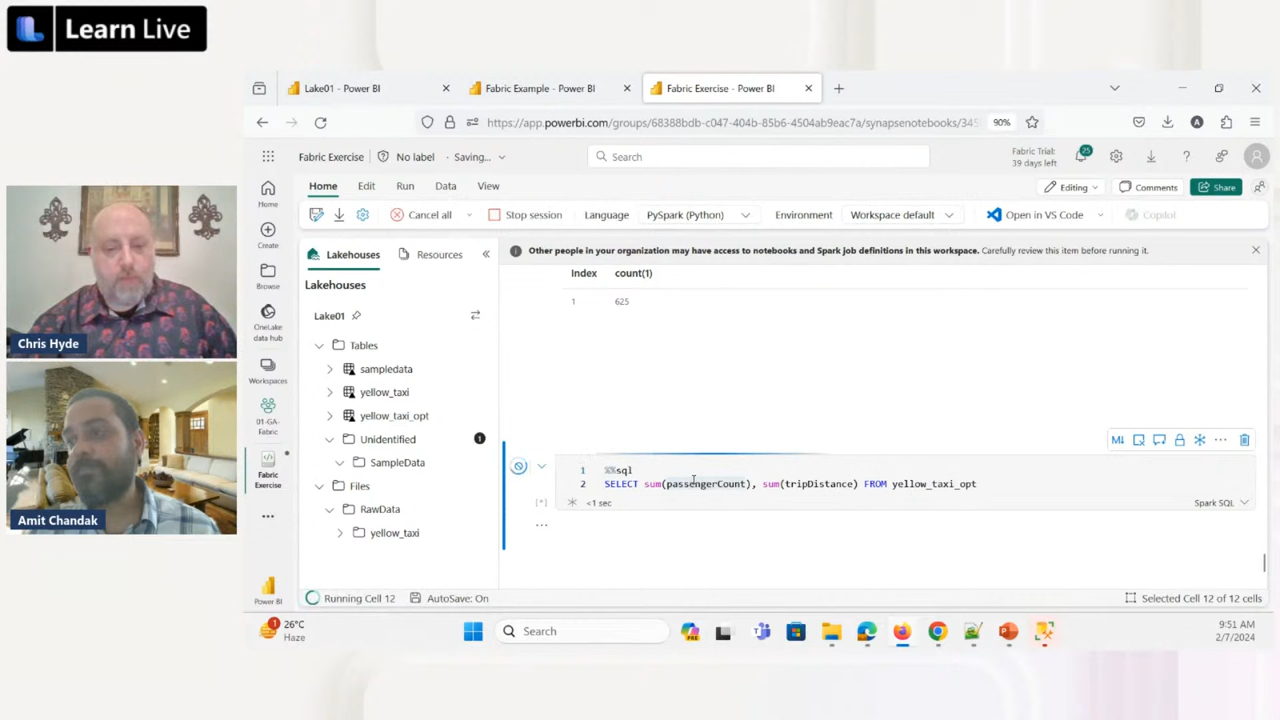 Learn Live
Lake01 - Power BI
Fabric Example - Power BI
Fabric Exercise - Power BI
https://app.powerbi.com/groups/68388bdb-c047-404b-85b6-4504ab9eac7a/synapsenotebooks/345
90%
Fabric Exercise
No label
Saving...
Search
Fabric Trial:
39 days left
25
Home Edit Run Data View
Editing
Comments
Share
Cancel all
Stop session
Language
PySpark (Python)
Environment
Workspace default
Open in VS Code
Copilot
Home
Create
Browse
OneLake
data hub
Workspaces
01-GA-
Fabric
Fabric
Exercise
Power BI
Lakehouses
Resources
Lakehouses
Lake01
Tables
sampledata
yellow_taxi
yellow_taxi_opt
Unidentified
1
SampleData
Files
RawData
yellow_taxi
Other people in your organization may have access to notebooks and Spark job definitions in this workspace. Carefully review this item before running it.
Index count(1)
1 625
M↓
1 %%sql
2 SELECT sum(passengerCount), sum(tripDistance) FROM yellow_taxi_opt
[*]
<1 sec
Spark SQL
Running Cell 12
AutoSave: On
Selected Cell 12 of 12 cells
Chris Hyde
Amit Chandak
1
26°C
Haze
Search
PRE
9:51 AM
2/7/2024